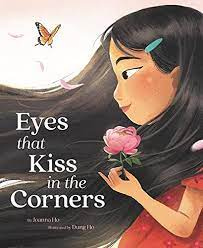 Eyes
that
Kiss
in the
Corners
by Joanna Ho
illustrated by Dung Ho